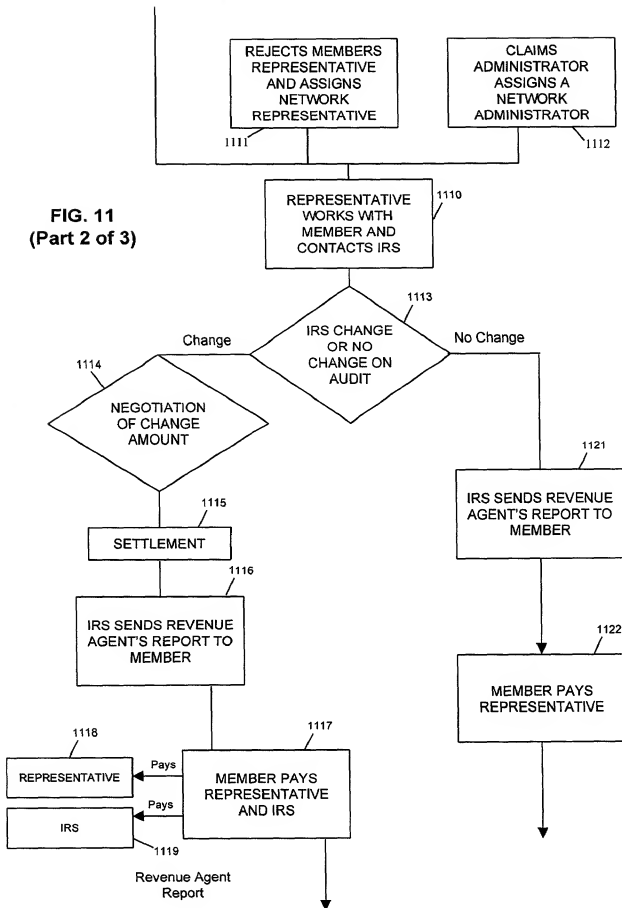 REJECTS MEMBERS
REPRESENTATIVE
AND ASSIGNS
NETWORK
REPRESENTATIVE
1111
CLAIMS
ADMINISTRATOR
ASSIGNS A
NETWORK
ADMINISTRATOR
1112
FIG. 11
(Part 2 of 3)
REPRESENTATIVE
WORKS WITH
MEMBER AND
CONTACTS IRS
1110
1113
IRS CHANGE
OR NO
CHANGE ON
AUDIT
Change
No Change
1114
NEGOTIATION
OF CHANGE
AMOUNT
1115
SETTLEMENT
1116
IRS SENDS REVENUE
AGENT'S REPORT TO
MEMBER
1121
IRS SENDS REVENUE
AGENT'S REPORT TO
MEMBER
1122
MEMBER PAYS
REPRESENTATIVE
1117
MEMBER PAYS
REPRESENTATIVE
AND IRS
1118
REPRESENTATIVE
Pays
Pays
IRS
1119
Revenue Agent
Report